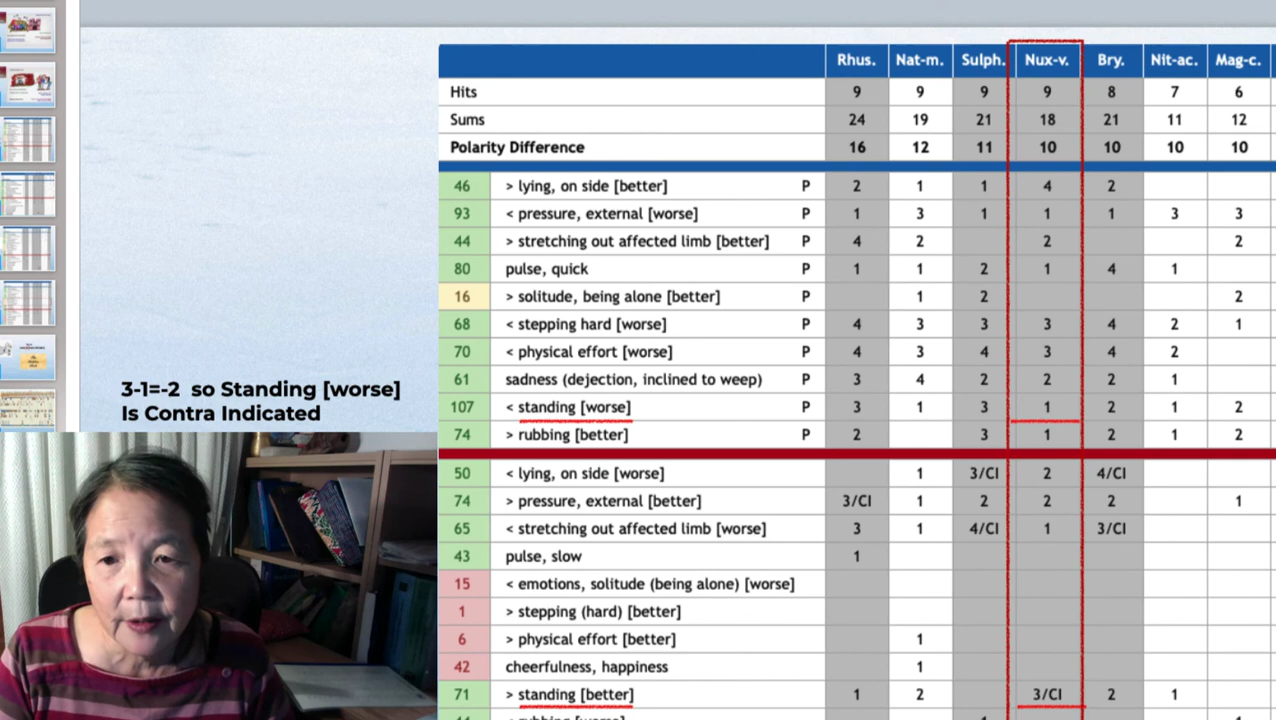 Rhus. Nat-m. Sulph. Nux-v. Bry. Nit-ac. Mag-c.
Hits 9 9 9 9 8 7 6
Sums 24 19 21 18 21 11 12
Polarity Difference 16 12 11 10 10 10 10
46 > lying, on side [better] P 2 1 1 4 2
93 < pressure, external [worse] P 1 3 1 1 1 3 3
44 > stretching out affected limb [better] P 4 2 2 2
80 pulse, quick P 1 1 2 1 4 1
16 > solitude, being alone [better] P 1 2 2
68 < stepping hard [worse] P 4 3 3 3 4 2 1
70 < physical effort [worse] P 4 3 4 3 4 2
61 sadness (dejection, inclined to weep) P 3 4 2 2 2 1
107 < standing [worse] P 3 1 3 1 2 1 2
74 > rubbing [better] P 2 3 1 2 1 2
50 < lying, on side [worse] 1 3/CI 2 4/CI
74 > pressure, external [better] 3/CI 1 2 2 2 1
65 < stretching out affected limb [worse] 3 1 4/CI 1 3/CI
43 pulse, slow 1
15 < emotions, solitude (being alone) [worse]
1 > stepping (hard) [better]
6 > physical effort [better] 1
42 cheerfulness, happiness 1
71 > standing [better] 1 2 3/CI 2 1
3-1=-2 so Standing [worse]
Is Contra Indicated